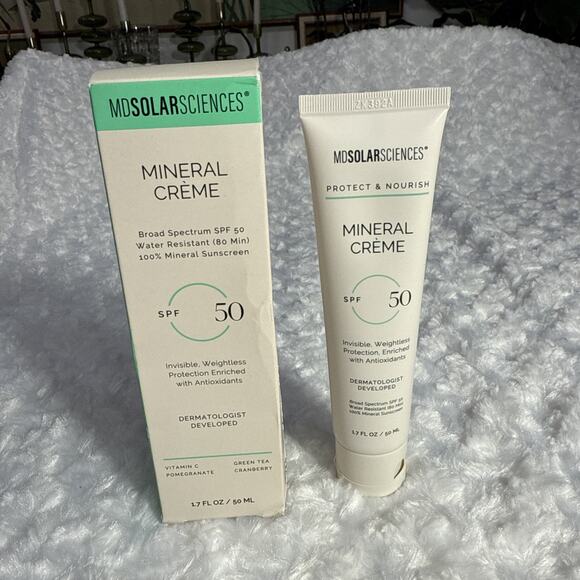 MDSOLARSCIENCES®
MINERAL
CRÈME
Broad Spectrum SPF 50
Water Resistant (80 Min)
100% Mineral Sunscreen
SPF 50
Invisible, Weightless
Protection Enriched
with Antioxidants
DERMATOLOGIST
DEVELOPED
VITAMIN C GREEN TEA
POMEGRANATE CRANBERRY
1.7 FL OZ / 50 ML
ZK392A
MDSOLARSCIENCES®
PROTECT & NOURISH
MINERAL
CRÈME
SPF 50
Invisible, Weightless
Protection, Enriched
with Antioxidants
DERMATOLOGIST
DEVELOPED
Broad Spectrum SPF 50
Water Resistant (80 Min)
100% Mineral Sunscreen
1.7 FL OZ / 50 ML